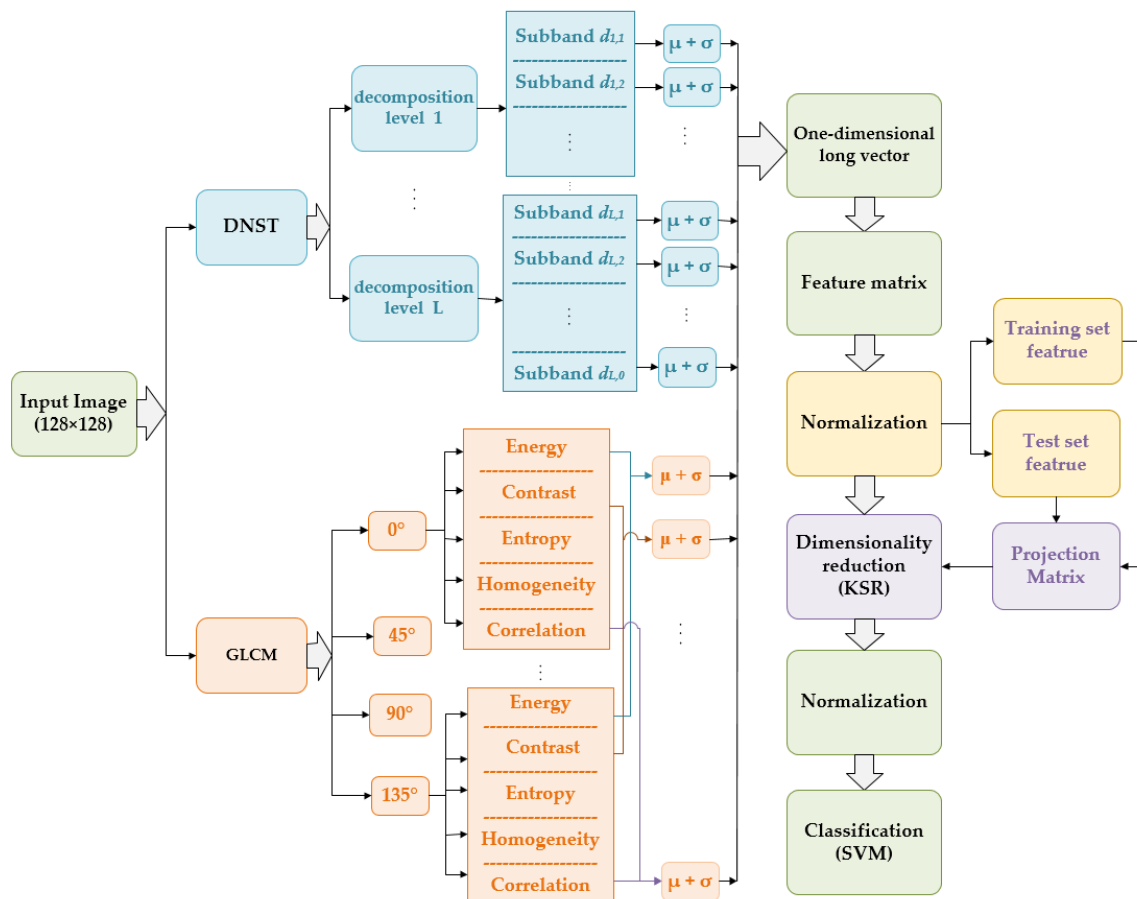 Input Image
(128×128)
DNST
decomposition
level 1
⋮
decomposition
level L
Subband d1,1
Subband d1,2
⋮
⋮
Subband dL,1
Subband dL,2
⋮
Subband dL,0
μ + σ
μ + σ
⋮
μ + σ
μ + σ
⋮
μ + σ
GLCM
0°
45°
90°
135°
Energy
Contrast
Entropy
Homogeneity
Correlation
⋮
Energy
Contrast
Entropy
Homogeneity
Correlation
μ + σ
μ + σ
⋮
μ + σ
One-dimensional
long vector
Feature matrix
Normalization
Training set
featrue
Test set
featrue
Projection
Matrix
Dimensionality
reduction
(KSR)
Normalization
Classification
(SVM)